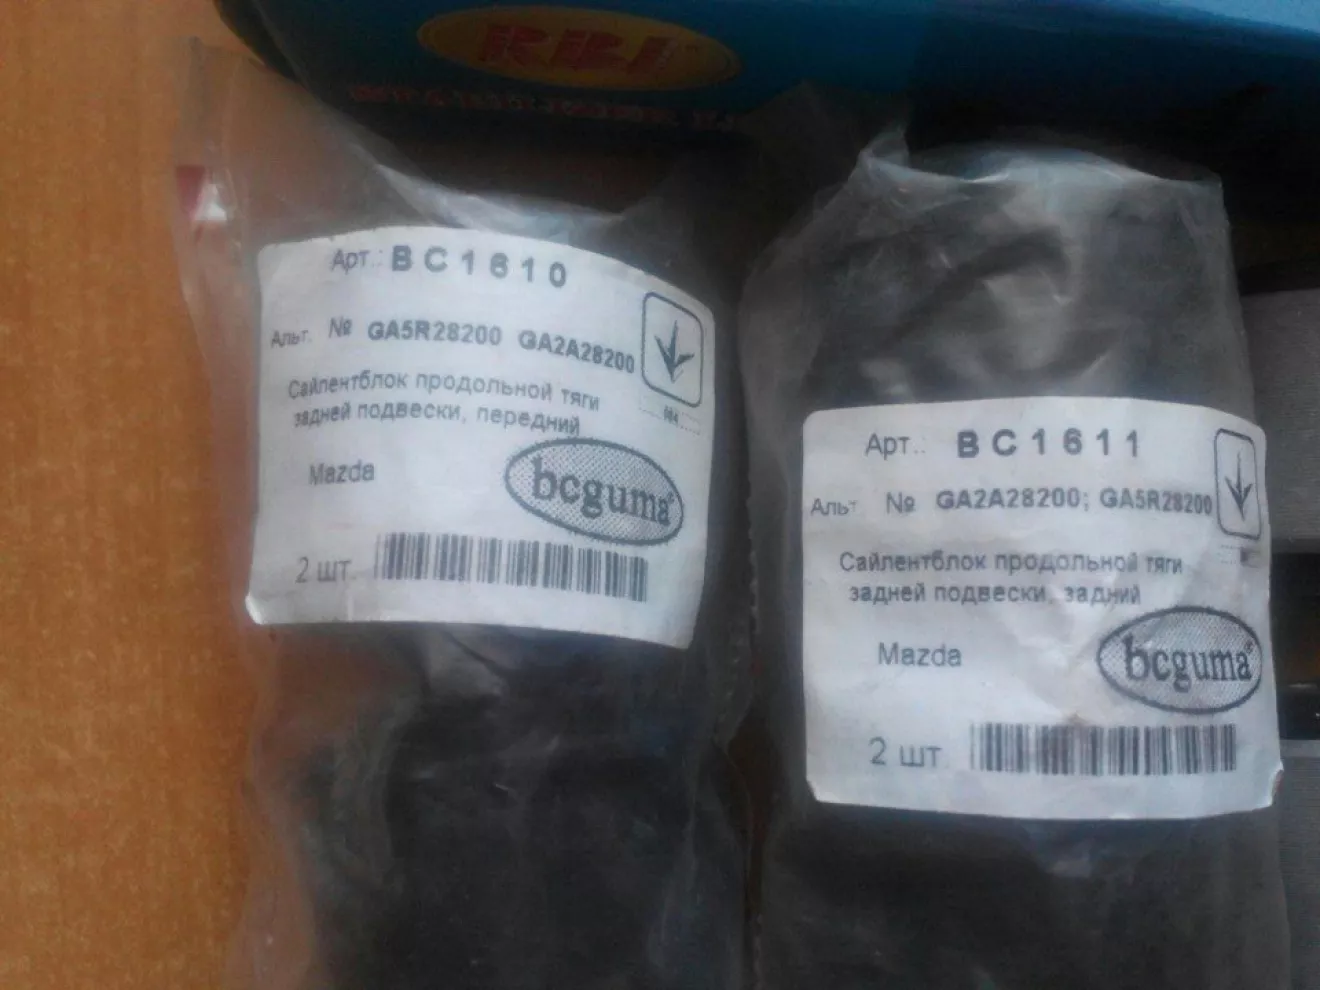 RBI
Арт.: BC1610
Альт. № GA5R28200 GA2A28200
Сайлентблок продольной тяги
задней подвески, передний
Mazda
bcguma
2 шт.
Арт.: BC1611
Альт № GA2A28200; GA5R28200
Сайлентблок продольной тяги
задней подвески, задний
Mazda
bcguma
2 шт